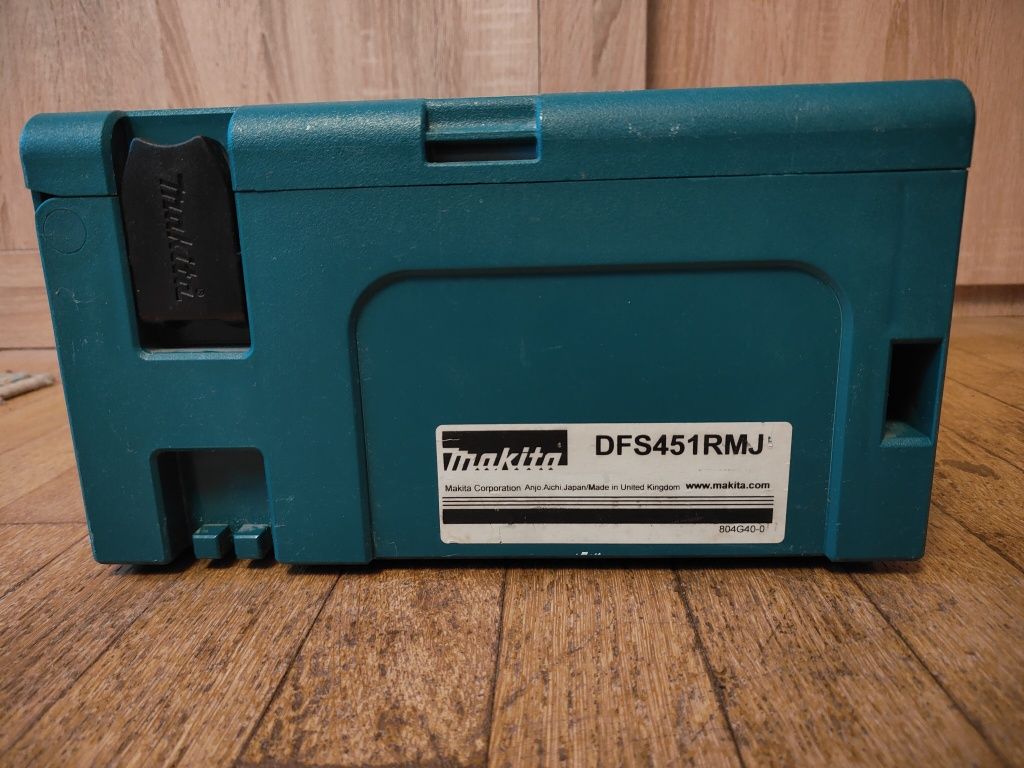 makita
makita DFS451RMJ
Makita Corporation Anjo.Aichi.Japan/Made in United Kingdom www.makita.com
804G40-0